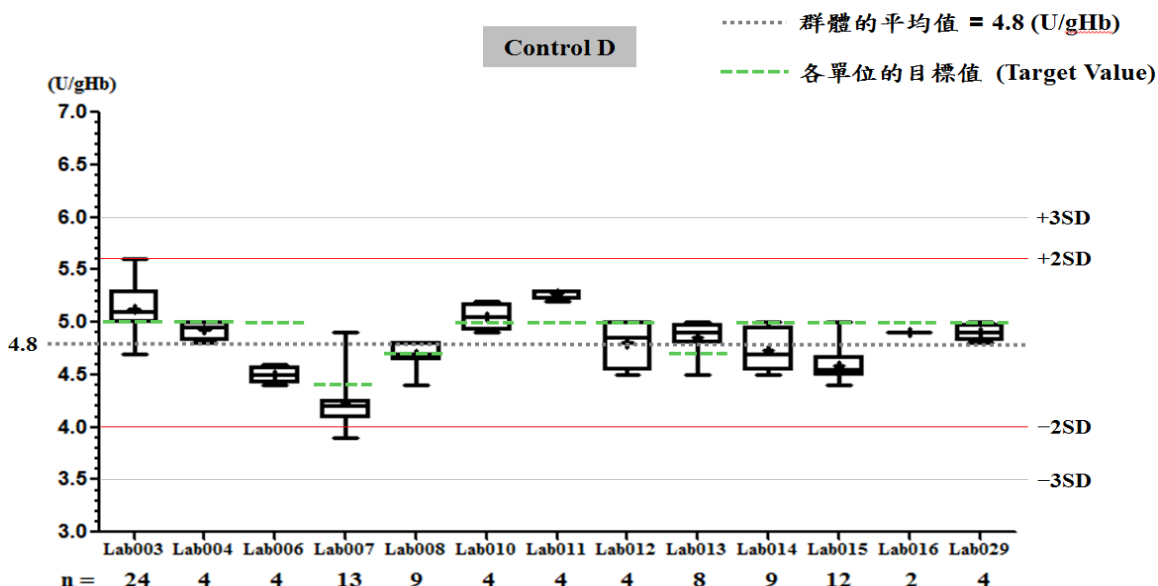 群體的平均值 = 4.8 (U/gHb)
Control D
各單位的目標值 (Target Value)
(U/gHb)
7.0
6.5
6.0
+3SD
+2SD
5.5
5.0
4.8
4.5
4.0
−2SD
3.5
−3SD
3.0
Lab003 Lab004 Lab006 Lab007 Lab008 Lab010 Lab011 Lab012 Lab013 Lab014 Lab015 Lab016 Lab029
n = 24 4 4 13 9 4 4 4 8 9 12 2 4